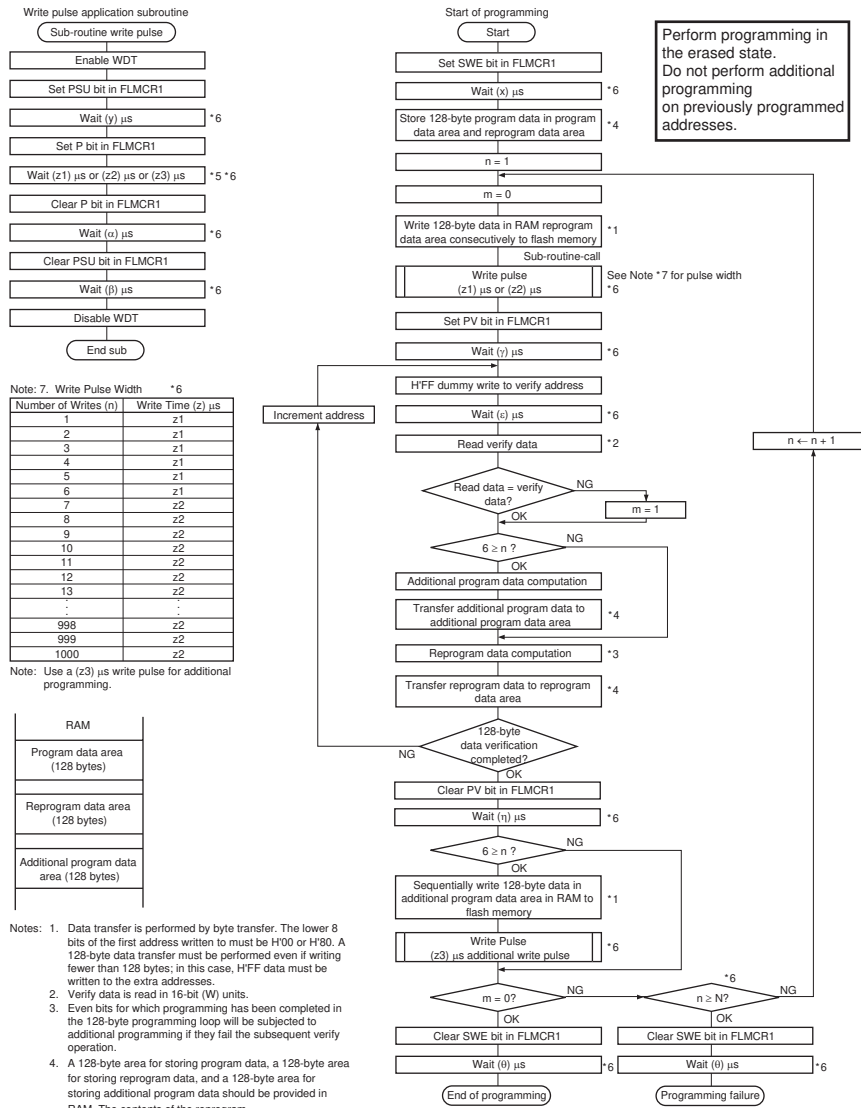 Write pulse application subroutine
Sub-routine write pulse
Enable WDT
Set PSU bit in FLMCR1
Wait (y) μs
*6
Set P bit in FLMCR1
Wait (z1) μs or (z2) μs or (z3) μs
*5 *6
Clear P bit in FLMCR1
Wait (α) μs
*6
Clear PSU bit in FLMCR1
Wait (β) μs
*6
Disable WDT
End sub
Note: 7. Write Pulse Width *6
Number of Writes (n) Write Time (z) μs
1 z1
2 z1
3 z1
4 z1
5 z1
6 z1
7 z2
8 z2
9 z2
10 z2
11 z2
12 z2
13 z2
. .
. .
. .
998 z2
999 z2
1000 z2
Note: Use a (z3) μs write pulse for additional
programming.
RAM
Program data area
(128 bytes)
Reprogram data area
(128 bytes)
Additional program data
area (128 bytes)
Notes: 1. Data transfer is performed by byte transfer. The lower 8
bits of the first address written to must be H'00 or H'80. A
128-byte data transfer must be performed even if writing
fewer than 128 bytes; in this case, H'FF data must be
written to the extra addresses.
2. Verify data is read in 16-bit (W) units.
3. Even bits for which programming has been completed in
the 128-byte programming loop will be subjected to
additional programming if they fail the subsequent verify
operation.
4. A 128-byte area for storing program data, a 128-byte area
for storing reprogram data, and a 128-byte area for
storing additional program data should be provided in
RAM. The contents of the reprogram
Start of programming
Start
Set SWE bit in FLMCR1
Wait (x) μs
*6
Store 128-byte program data in program
data area and reprogram data area
*4
n = 1
m = 0
Write 128-byte data in RAM reprogram
data area consecutively to flash memory
*1
Sub-routine-call
Write pulse
(z1) μs or (z2) μs
See Note *7 for pulse width
*6
Set PV bit in FLMCR1
Wait (γ) μs
*6
H'FF dummy write to verify address
Increment address
Wait (ε) μs
*6
Read verify data
*2
n ← n + 1
Read data = verify
data?
NG
m = 1
OK
6 ≥ n ?
NG
OK
Additional program data computation
Transfer additional program data to
additional program data area
*4
Reprogram data computation
*3
Transfer reprogram data to reprogram
data area
*4
128-byte
data verification
completed?
NG
OK
Clear PV bit in FLMCR1
Wait (η) μs
*6
6 ≥ n ?
NG
OK
Sequentially write 128-byte data in
additional program data area in RAM to
flash memory
*1
Write Pulse
(z3) μs additional write pulse
*6
m = 0?
NG
*6
n ≥ N?
NG
OK
OK
Clear SWE bit in FLMCR1
Clear SWE bit in FLMCR1
Wait (θ) μs
*6
Wait (θ) μs
*6
End of programming
Programming failure
Perform programming in
the erased state.
Do not perform additional
programming
on previously programmed
addresses.